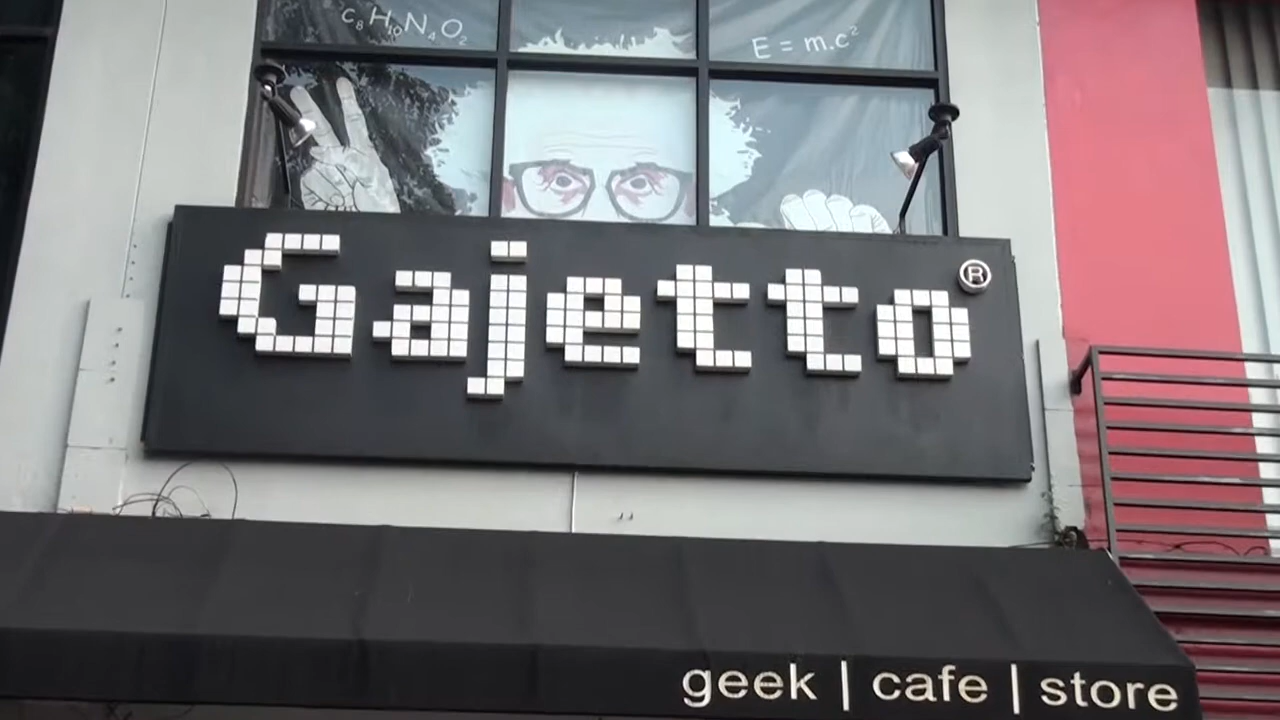 C₈H₁₀N₄O₂
E = m.c²
Gajetto®
geek | cafe | store